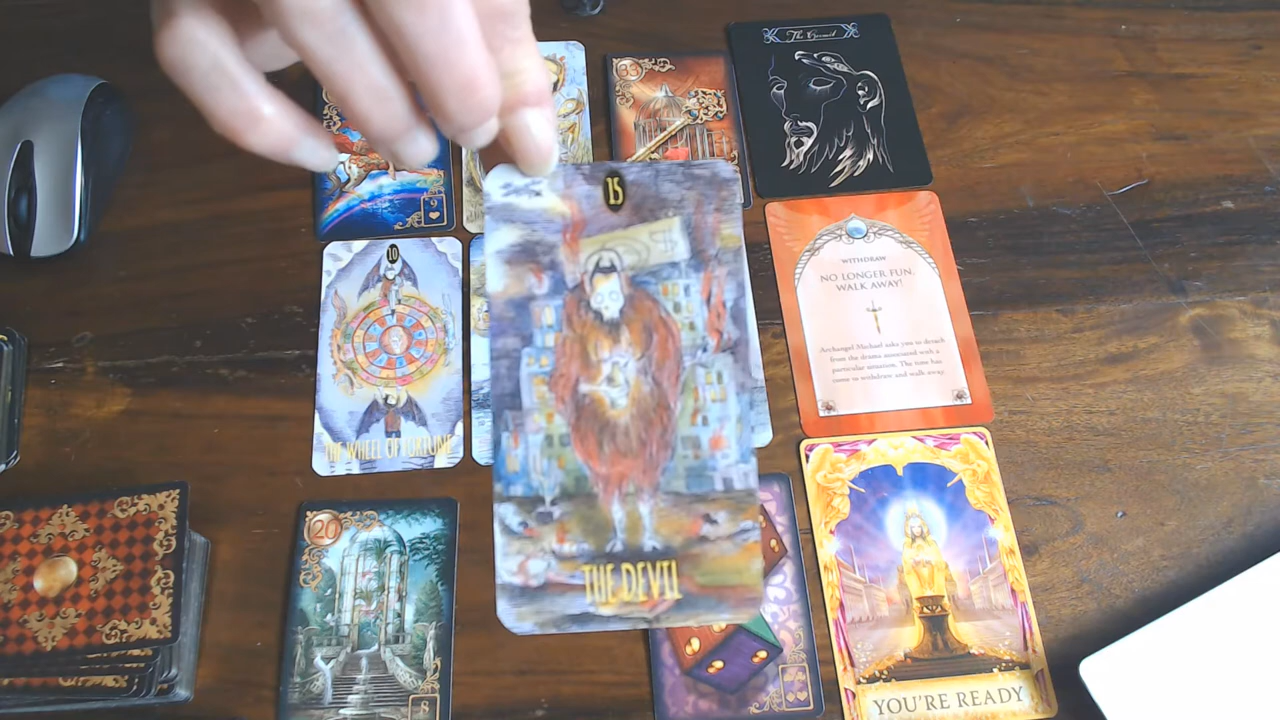 33
The Hermit
9
15
$
10
WITHDRAW
NO LONGER FUN.
WALK AWAY!
Archangel Michael asks you to detach
from the drama associated with a
particular situation. The time has
come to withdraw and walk away.
THE WHEEL OF FORTUNE
20
THE DEVIL
8
YOU'RE READY